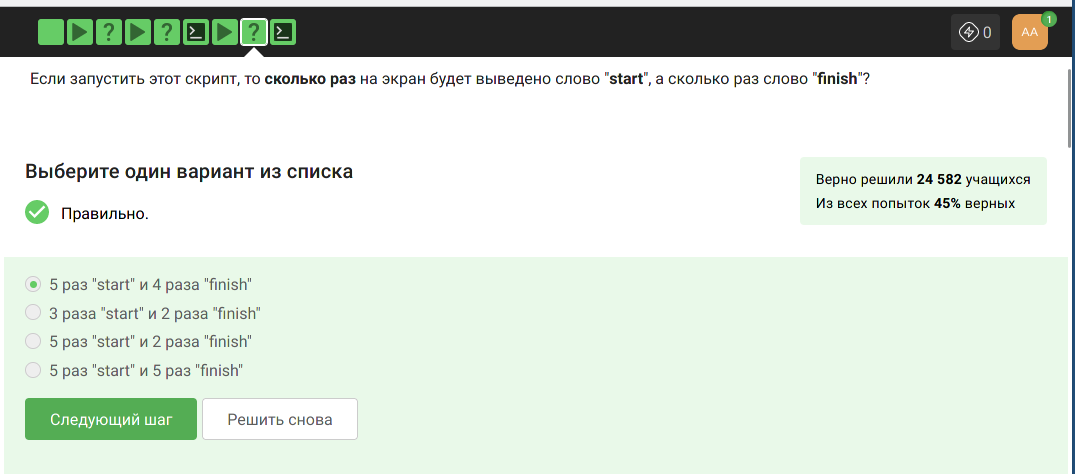 ? ? >_ ? >_
0
AA
1
Если запустить этот скрипт, то сколько раз на экран будет выведено слово "start", а сколько раз слово "finish"?
Выберите один вариант из списка
Правильно.
Верно решили 24 582 учащихся
Из всех попыток 45% верных
5 раз "start" и 4 раза "finish"
3 раза "start" и 2 раза "finish"
5 раз "start" и 2 раза "finish"
5 раз "start" и 5 раз "finish"
Следующий шаг
Решить снова